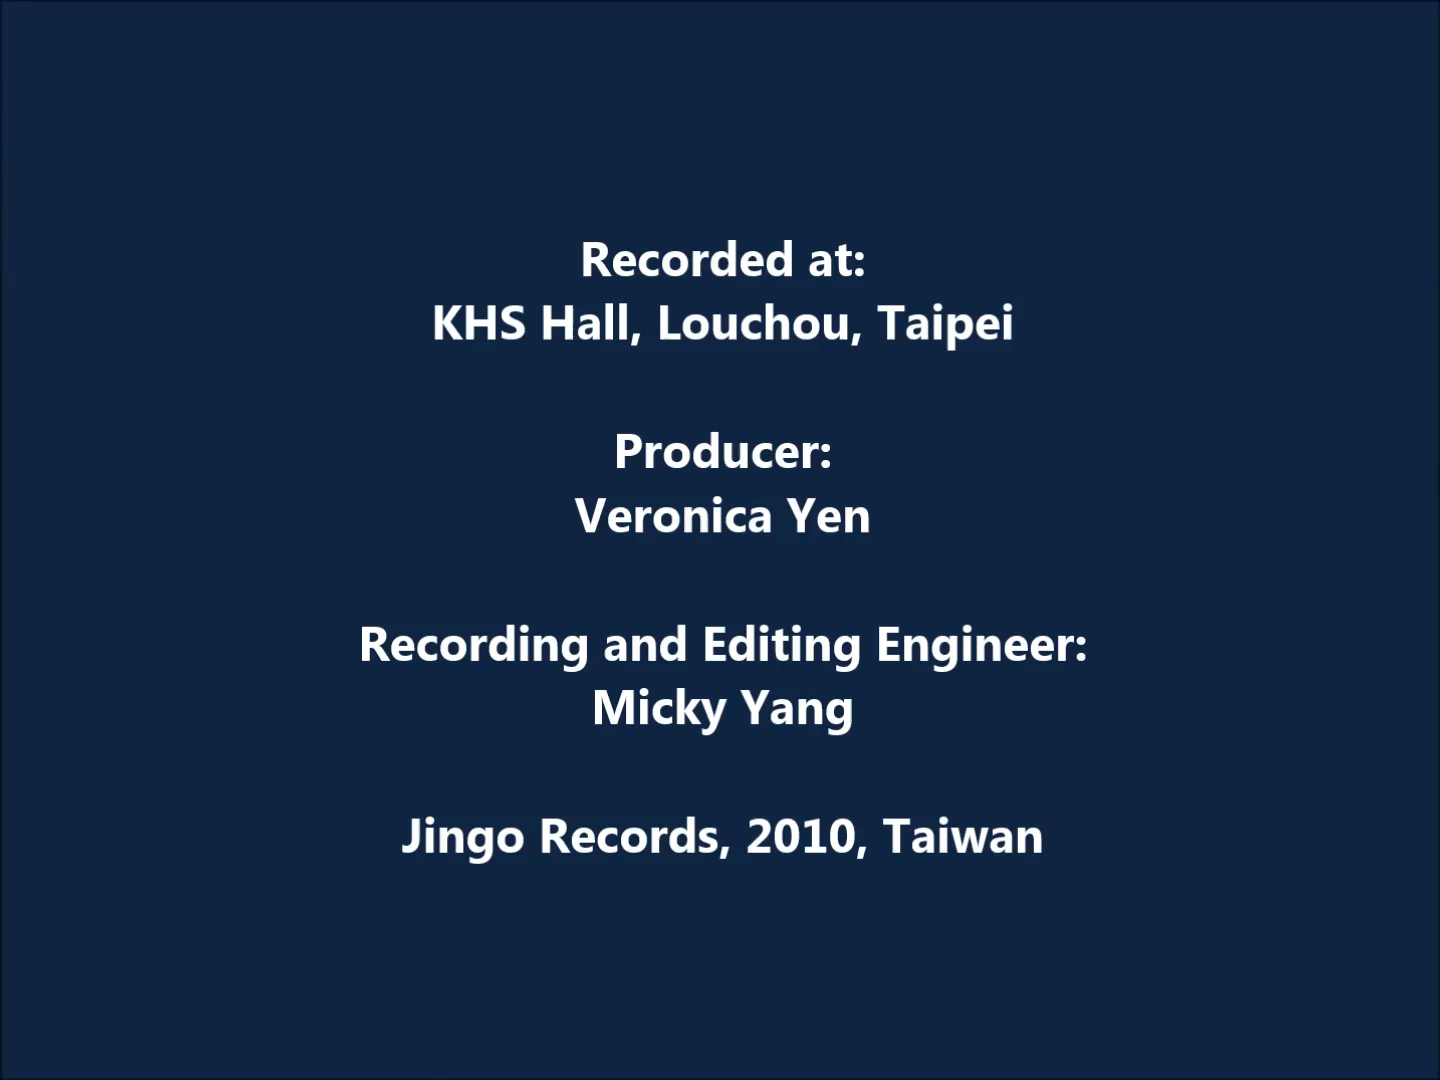 Recorded at:
KHS Hall, Louchou, Taipei
Producer:
Veronica Yen
Recording and Editing Engineer:
Micky Yang
Jingo Records, 2010, Taiwan